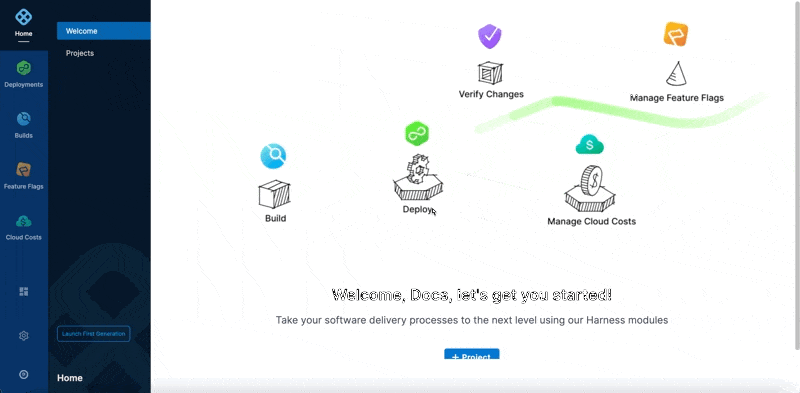 Home
Deployments
Builds
Feature Flags
Cloud Costs
Welcome
Projects
Launch First Generation
Home
Verify Changes
Manage Feature Flags
Build
Deploy
Manage Cloud Costs
Welcome, Docs, let's get you started!
Take your software delivery processes to the next level using our Harness modules
+ Project